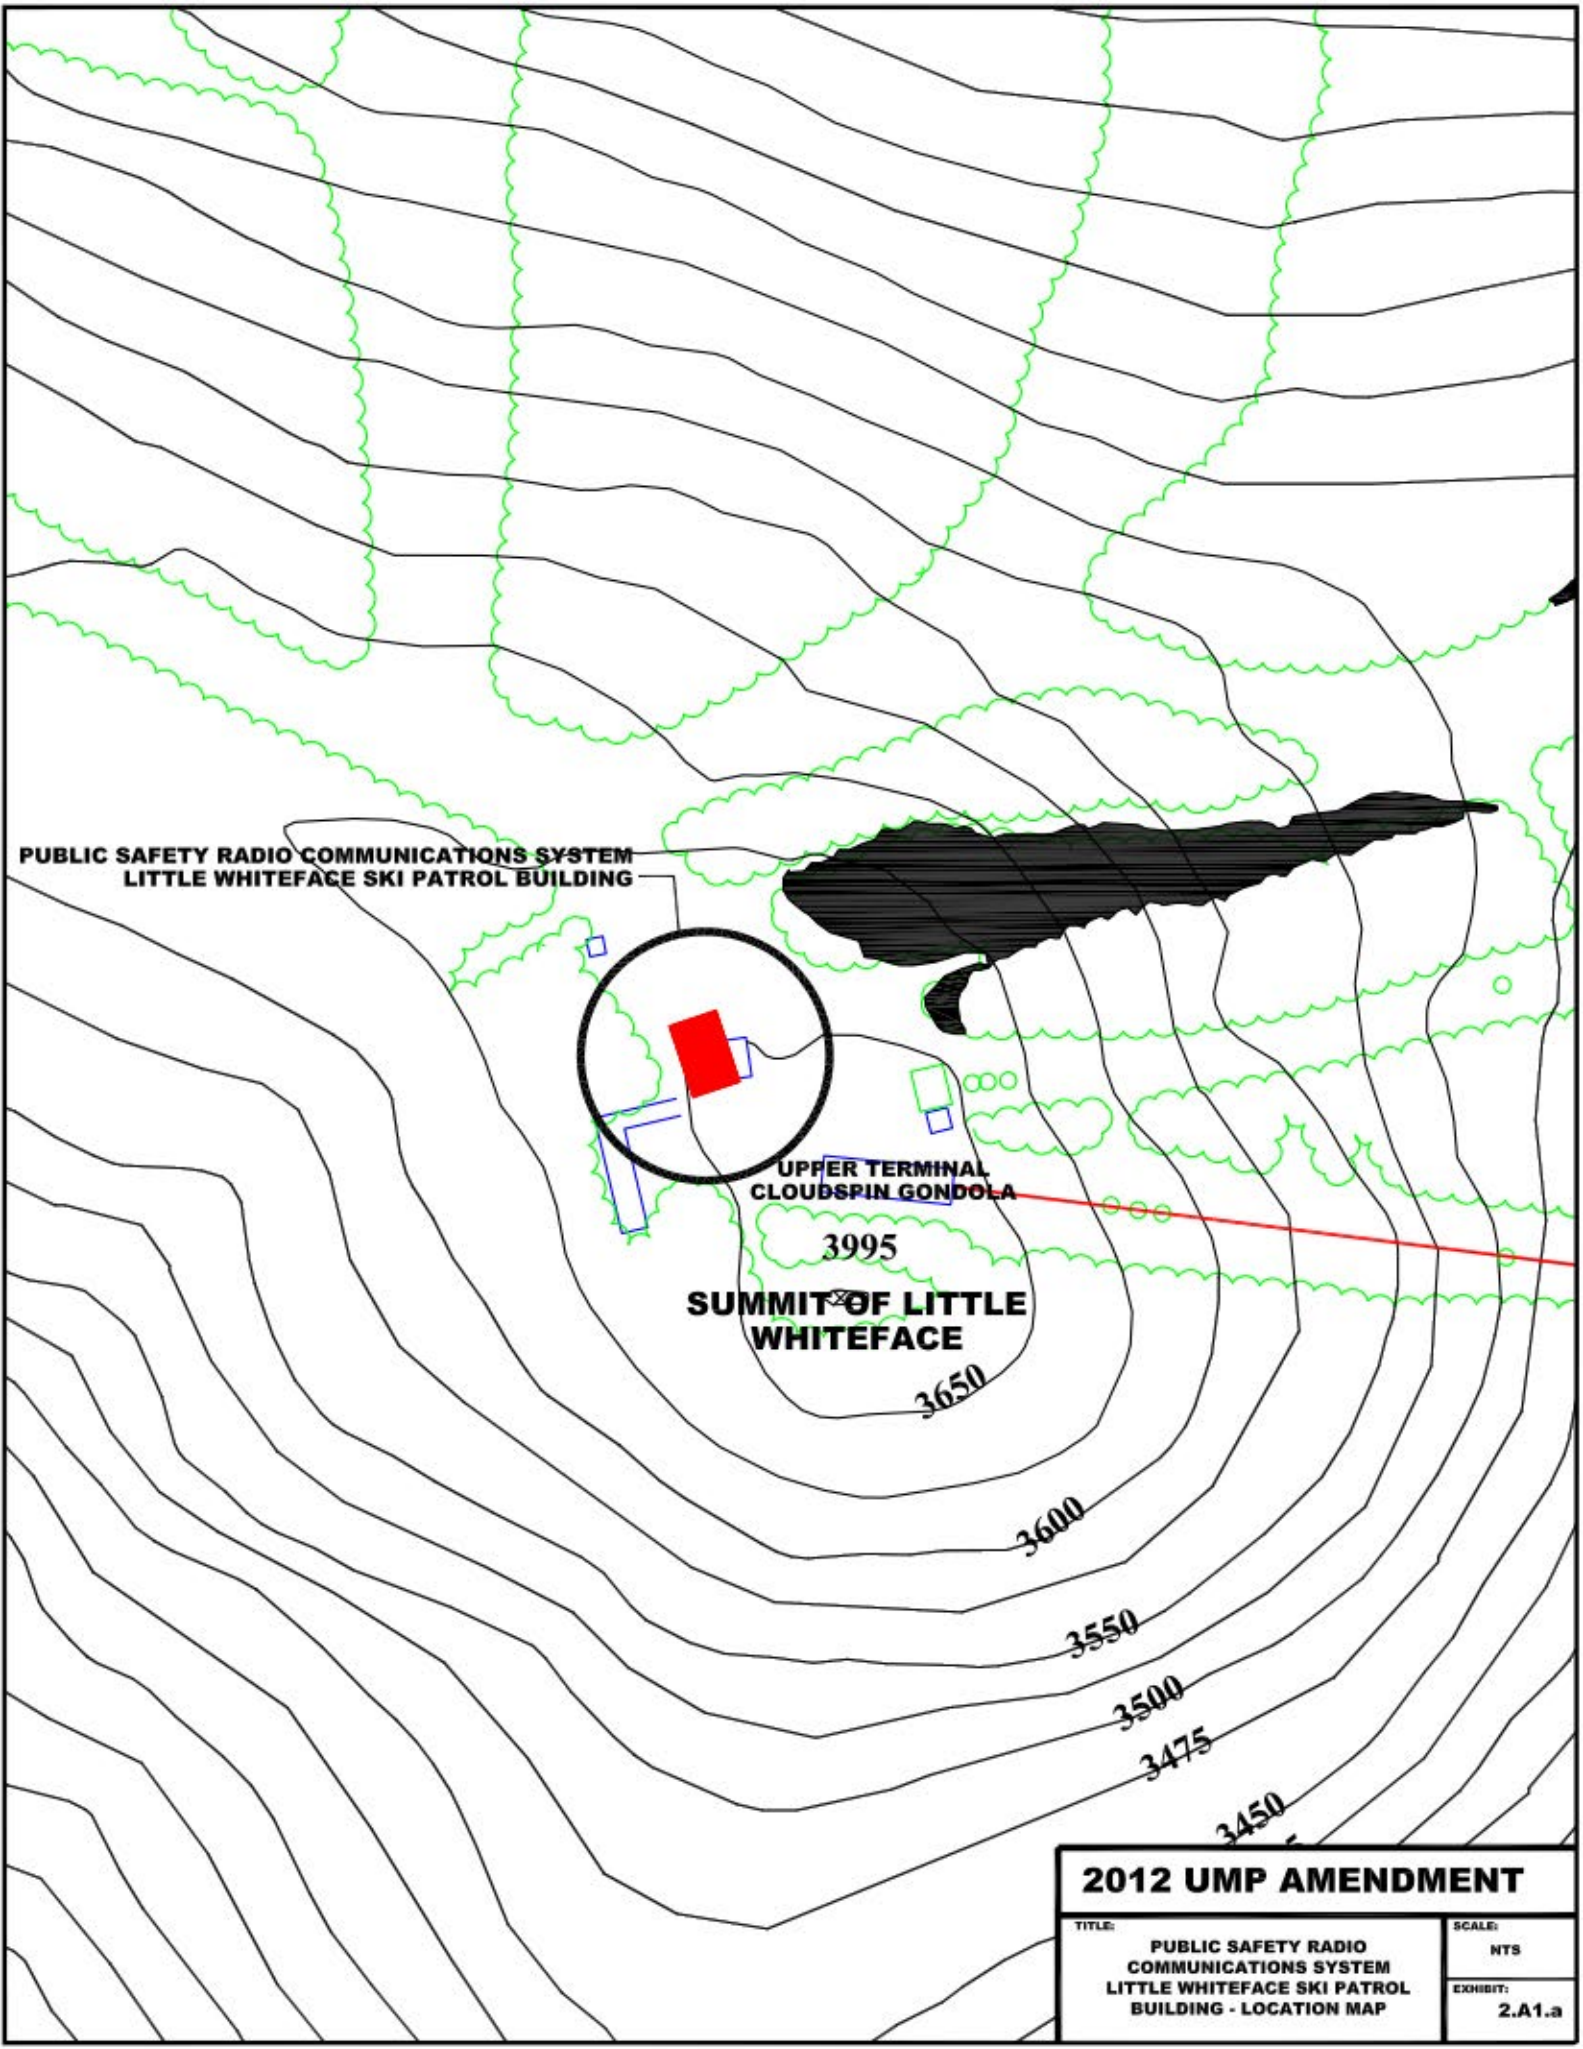 PUBLIC SAFETY RADIO COMMUNICATIONS SYSTEM
LITTLE WHITEFACE SKI PATROL BUILDING
UPPER TERMINAL
CLOUDSPIN GONDOLA
3995
SUMMIT OF LITTLE
WHITEFACE
3650
3600
3550
3500
3475
3450
2012 UMP AMENDMENT
TITLE:
PUBLIC SAFETY RADIO
COMMUNICATIONS SYSTEM
LITTLE WHITEFACE SKI PATROL
BUILDING - LOCATION MAP
SCALE:
NTS
EXHIBIT:
2.A1.a